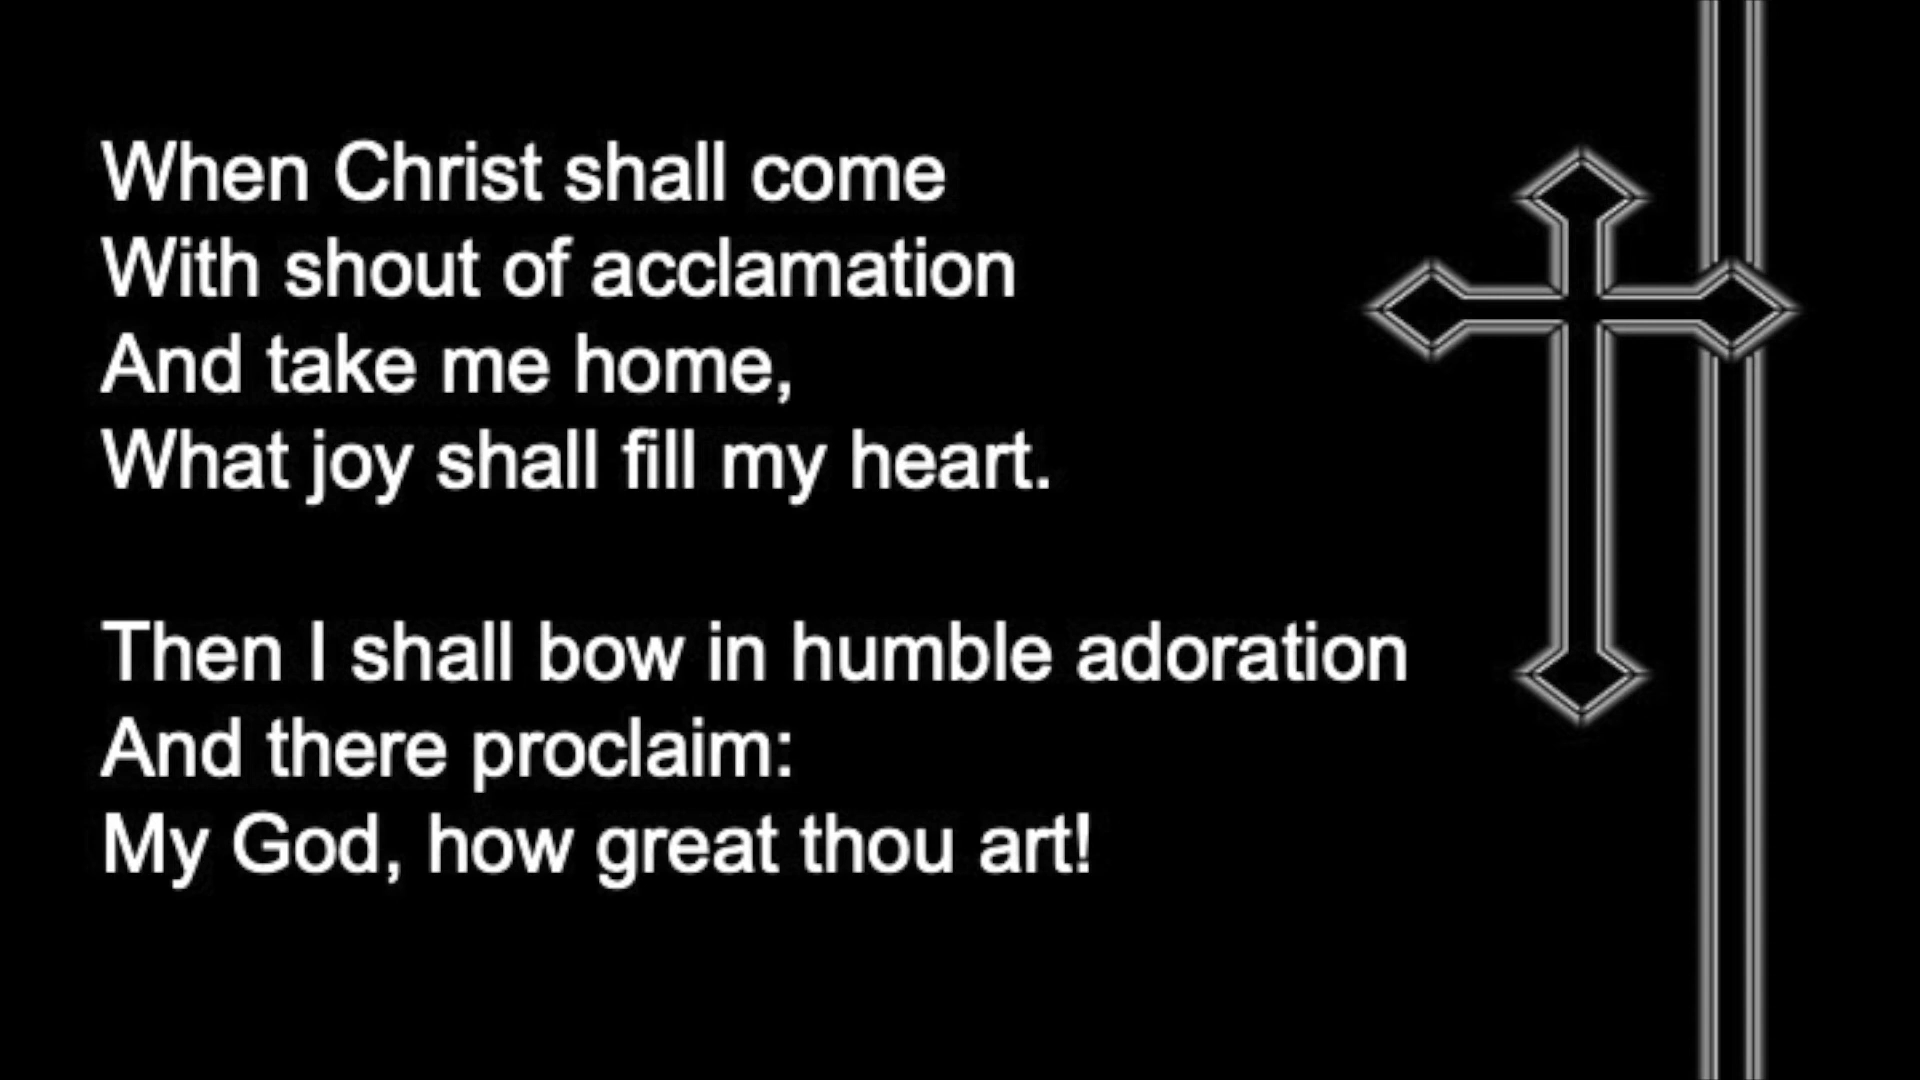 When Christ shall come
With shout of acclamation
And take me home,
What joy shall fill my heart.
Then I shall bow in humble adoration
And there proclaim:
My God, how great thou art!